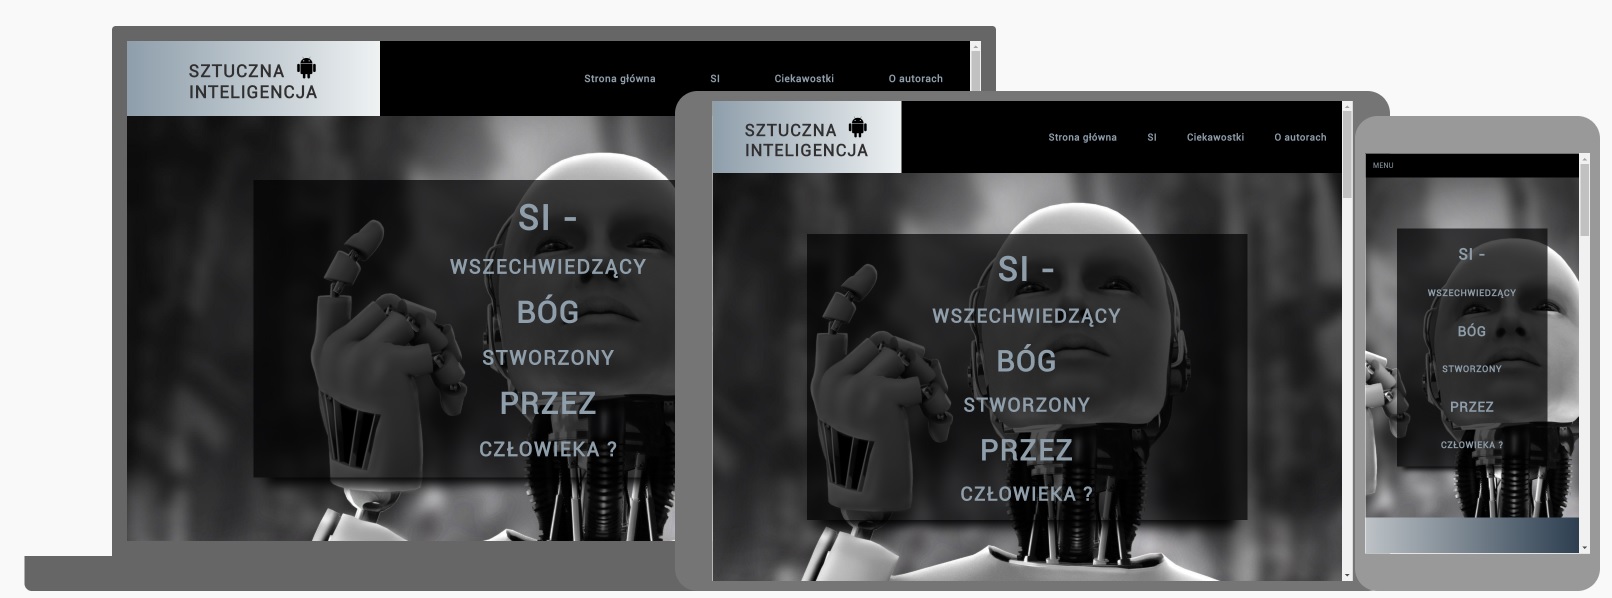 SZTUCZNA
INTELIGENCJA
Strona główna SI Ciekawostki O autorach
SI -
WSZECHWIEDZĄCY
BÓG
STWORZONY
PRZEZ
CZŁOWIEKA ?
SZTUCZNA
INTELIGENCJA
Strona główna SI Ciekawostki O autorach
SI -
WSZECHWIEDZĄCY
BÓG
STWORZONY
PRZEZ
CZŁOWIEKA ?
MENU
SI -
WSZECHWIEDZĄCY
BÓG
STWORZONY
PRZEZ
CZŁOWIEKA ?